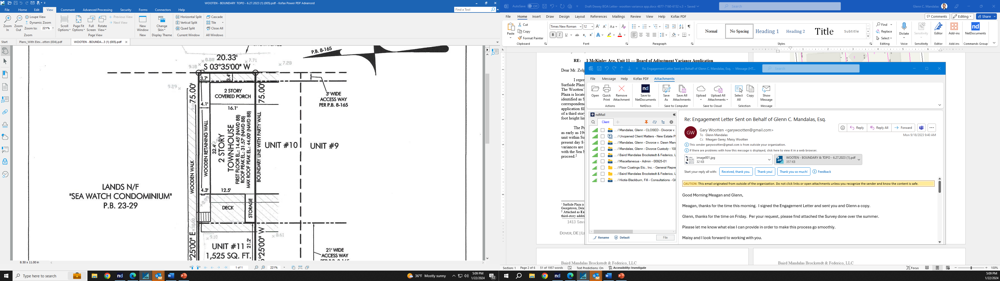 WOOTEN - BOUNDARY TOPO - 6.27.2023 (1) (005).pdf - Kofax Power PDF Advanced
File Home Edit View Comment Advanced Processing Security Forms Connectors Help
Find a Tool
Zoom In
Zoom Out
Loupe View
Dynamic Zoom
Zoom to: 221%
Zoom
Scroll Options
Page Fit Options
Full Screen
Rotate View
Previous View
Next View
Page View
New Window
New
Change Skin
Display Theme
Horizontal Split
Vertical Split
Quad Split
Current Window
Cascade
Tile
Close All
All Windows
Start
Plans_With Elev...otten (004).pdf
WOOTEN - BOUNDA...3 (1) (005).pdf
P.B. 8-165
8.88
20.33'
7.71
7.28
9.18
S 03°35'00" W
3.7'
3.4'
9.29
75.00'
75.00'
2 STORY
COVERED PORCH
3' WIDE
ACCESS WAY
PER P.B. 8-165
4.1'
16.1'
9.01
WOODEN WALK
WOODEN RETAINING WALL
32.4'
2 STORY
TOWNHOUSE
FIRST FLOOR EL.: 14.45' (NAVD 88)
ROOF PEAK EL.: 31.57' (NAVD 88)
MAX ROOF PEAK EL.: 44.00' (NAVD 88)
BOUNDARY LINE WITH PARTY WALL
UNIT #10
UNIT #9
LANDS N/F
"SEA WATCH CONDOMINIUM"
P.B. 23-29
4.3'
12.5'
8.99
DECK
STORAGE
10.00
9.10
8.61
°25'00" E
°25'00" W
UNIT #11
21.2'
1,525 SQ. FT.
21' WIDE
ACCESS WAY
8.50 x 11.00 in
1 of 1
221%
AutoSave Off
Draft Dewey BOA Letter- wootten variance app.docx 4877-7160-6152 v.3 • Saved
Search
Glenn C. Mandalas
File Home Insert Draw Design Layout References Mailings Review View Help Kofax PDF
Comments Editing Share
Paste
Cut
Copy
Format Painter
Clipboard
Times New Roman 12
Font
Paragraph
Normal
No Spacing
Heading 1
Heading 2
Title
Subtitle
Styles
Find
Replace
Select
Editing
Dictate
Voice
Sensitivity
Sensitivity
Editor
Editor
Add-ins
Add-ins
NetDocuments
Commands Group
RE: 1 McKinley Ave, Unit 11 — Board of Adjustment Variance Application
Dear Mr. Zolp
I repre
Surfside Plaza
The Wootten'
Plaza is locate
identified as S
correspondenc
application fil
of a third story
foot height lin
The Pr
as early as 196
unit within Su
present day 8-
variances are
with the Sea S
proceed.2
1 Surfside Plaza is
Georgetown, Dela
2 Attached as Ex
third-story additi
1413 Sava
DOVER, DE | LE
Re: Engagement Letter Sent on Behalf of Glenn C. Mandalas, Esq. - Message (HT...
Search
File Message Help Kofax PDF Attachments
Open
Quick Print
Remove Attachment
Actions
Save to NetDocuments
NetDocs
Save As
Save All Attachments
Save to Computer
Upload
Upload All Attachments
Save to Cloud
Select All
Copy
Selection
Show Message
Message
ndMail
Client
... / Mandalas, Glenn - CLOSED - Divorce v.
... / Unopened Client Matters - New Estate P
... / Mandalas, Glenn - Divorce v. Dawn Man
... / Mandalas, Glenn - Divorce Custody - 108
... / Baird Mandalas Brockstedt & Federico, L
... / Miscellaneous - Admin - 00925-01
... / Floor Coatings Etc., Inc. - General Repre
... / Baird Mandalas Brockstedt & Federico, L
... / Hiotis-Blackburn, Fifi - Consultations - Gl
Rename
Default
File
Re: Engagement Letter Sent on Behalf of Glenn C. Mandalas, Esq.
GW
Gary Wootten <garywootten@gmail.com>
To Glenn Mandalas
Cc Meagan Garey; Maisy Wootten
Reply
Reply All
Forward
Mon 9/18/2023 9:40 AM
This sender garywootten@gmail.com is from outside your organization.
If there are problems with how this message is displayed, click here to view it in a web browser.
image001.jpg
32 KB
WOOTEN - BOUNDARY & TOPO - 6.27.2023 (1).pdf
357 KB
Start your reply all with:
Received, thank you.
Thank you!
Thank you so much!
Feedback
CAUTION: This email originated from outside of the organization. Do not click links or open attachments unless you recognize the sender and know the content is safe.
Good Morning Meagan and Glenn,
Meagan, thanks for the time this morning. I signed the Engagement Letter and sent you and Glenn a copy.
Glenn, thanks for the time on Friday. Per your request, please find attached the Survey done over the summer.
Please let me know what else I can provide in order to make this process go smoothly.
Maisy and I look forward to working with you.
Baird Mandalas Brockstedt & Federico, LLC
Baird Mandalas Brockstedt & Federico, LLC
Section: 1 Page 2 of 6 51 of 1957 words Text Predictions: On Accessibility: Investigate
Focus
100%
Type here to search
36°F Mostly sunny
5:09 PM
1/22/2024
32
5:09 PM
1/22/2024